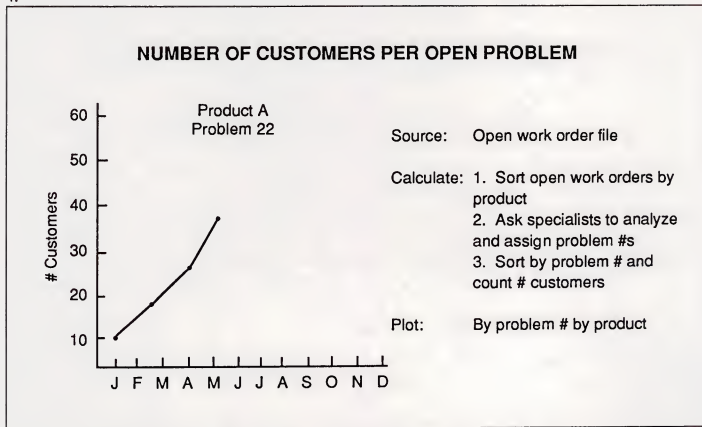 NUMBER OF CUSTOMERS PER OPEN PROBLEM
Product A
Problem 22
# Customers
60
50
40
30
20
10
J F M A M J J A S O N D
Source: Open work order file
Calculate: 1. Sort open work orders by
product
2. Ask specialists to analyze
and assign problem #s
3. Sort by problem # and
count # customers
Plot: By problem # by product